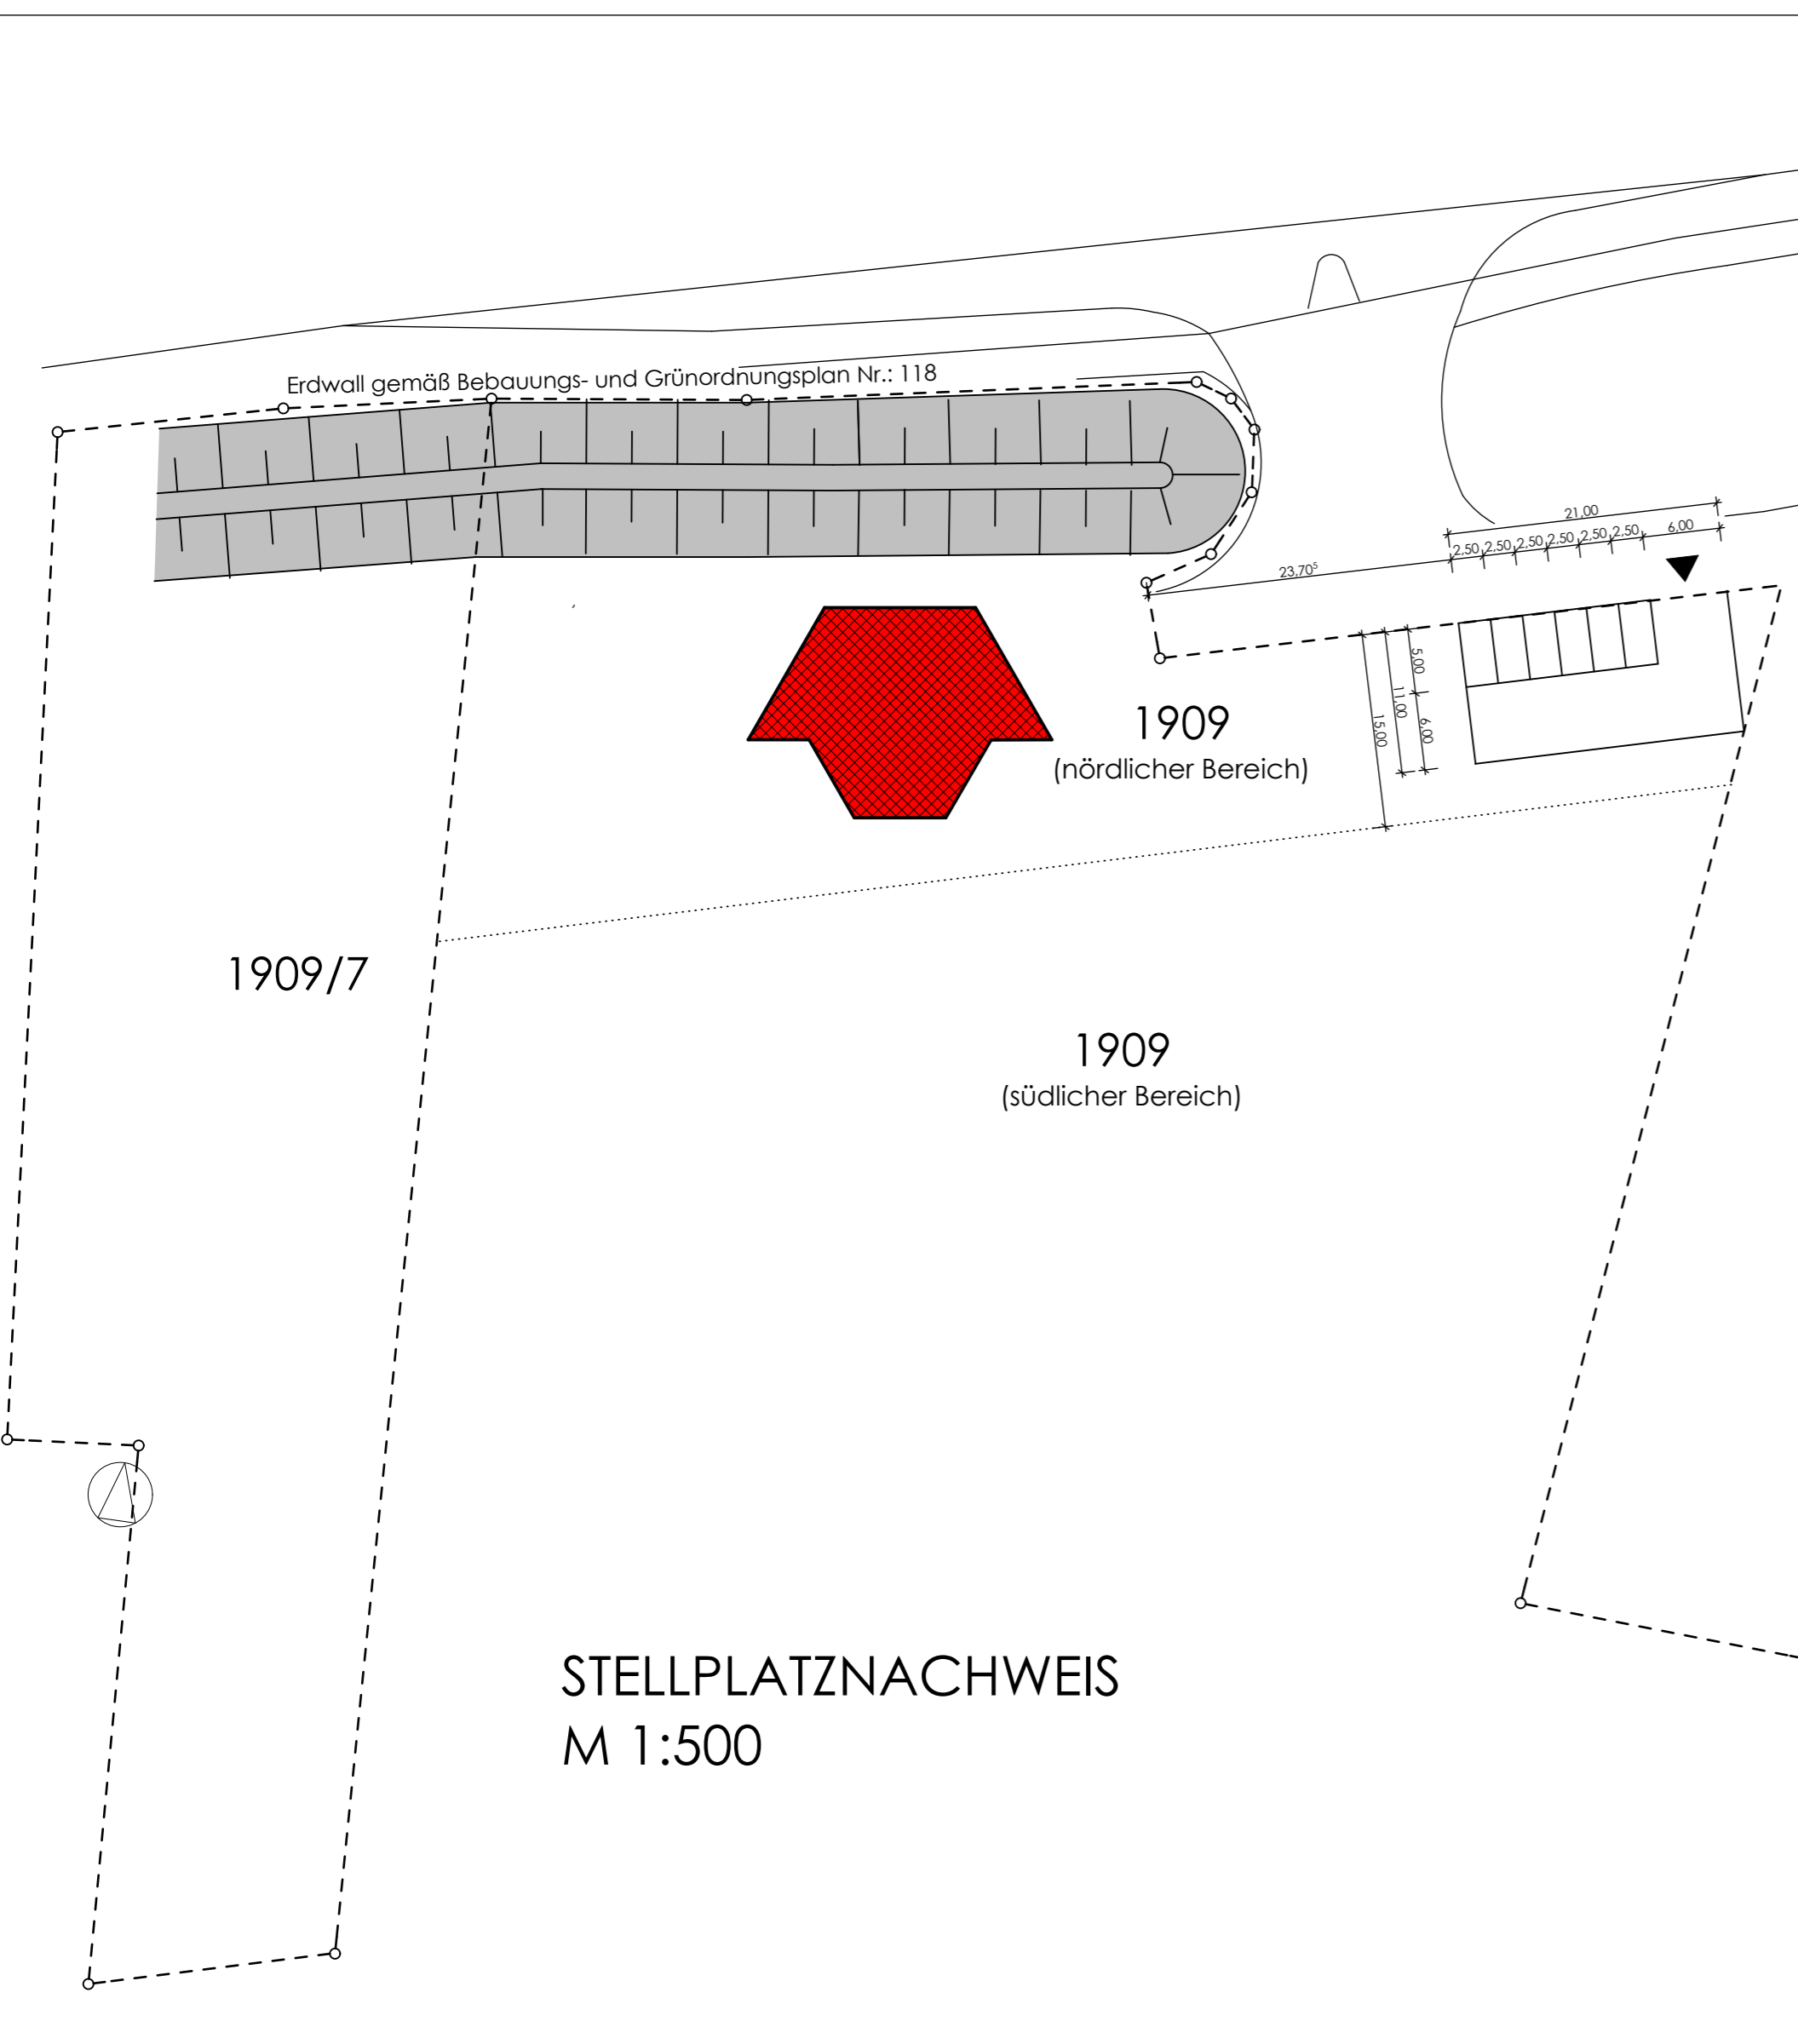 Erdwall gemäß Bebauungs- und Grünordnungsplan Nr.: 118
21,00
2,50 2,50 2,50 2,50 2,50 2,50 6,00
23,70⁵
5,00
11,00
6,00
15,00
1909
(nördlicher Bereich)
1909/7
1909
(südlicher Bereich)
STELLPLATZNACHWEIS
M 1:500